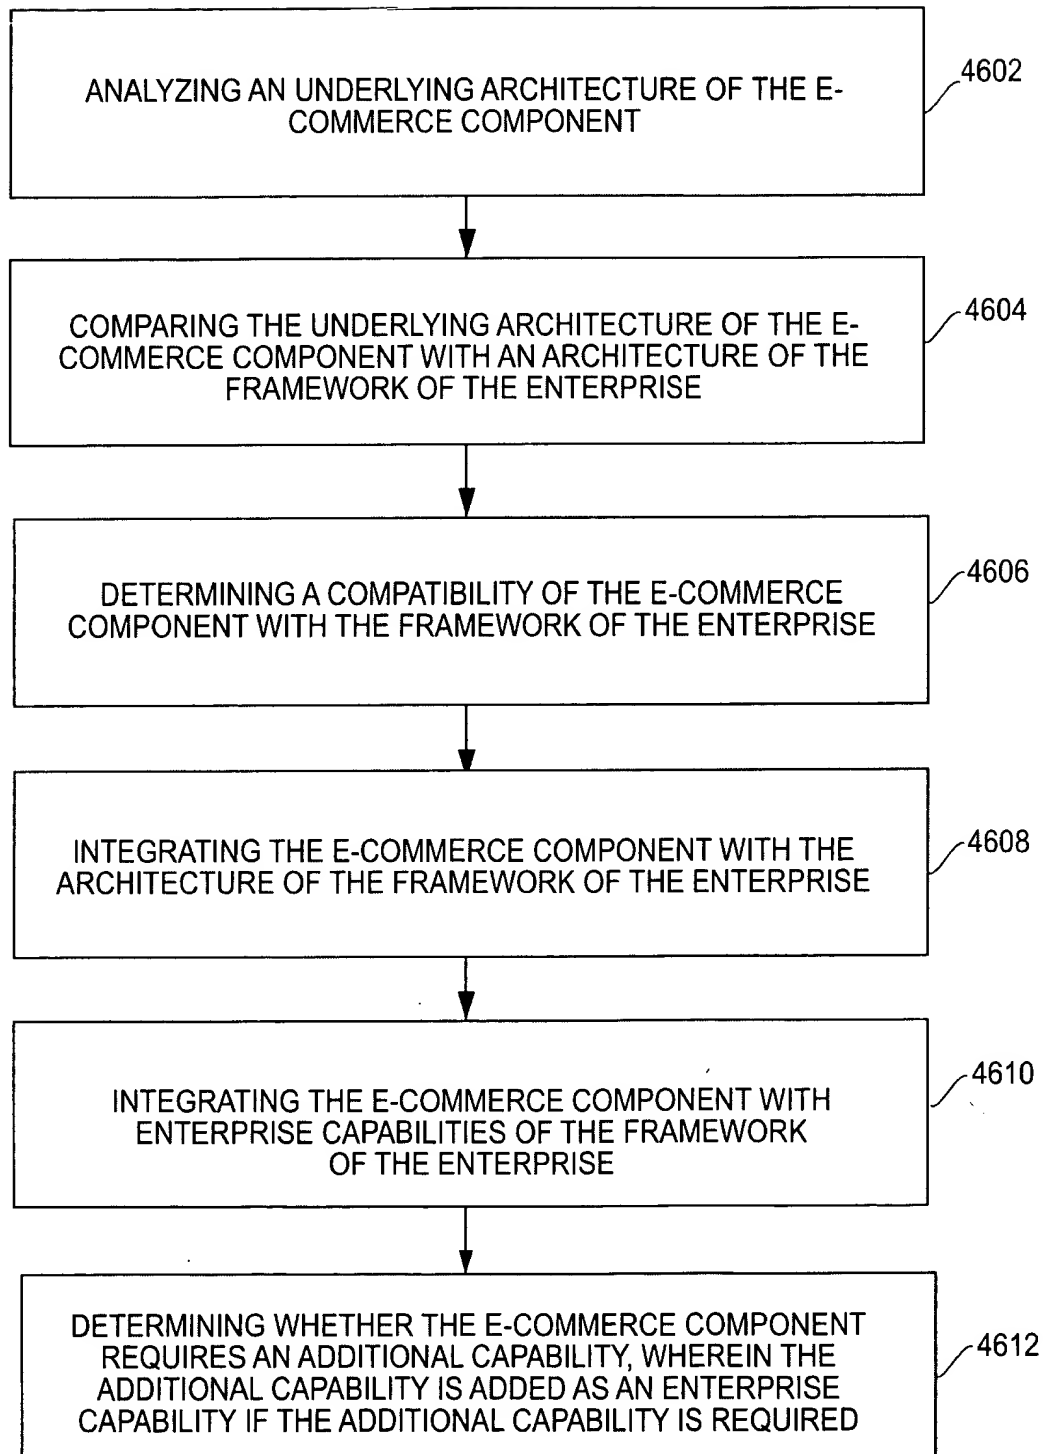 ANALYZING AN UNDERLYING ARCHITECTURE OF THE E-
COMMERCE COMPONENT
4602
COMPARING THE UNDERLYING ARCHITECTURE OF THE E-
COMMERCE COMPONENT WITH AN ARCHITECTURE OF THE
FRAMEWORK OF THE ENTERPRISE
4604
DETERMINING A COMPATIBILITY OF THE E-COMMERCE
COMPONENT WITH THE FRAMEWORK OF THE ENTERPRISE
4606
INTEGRATING THE E-COMMERCE COMPONENT WITH THE
ARCHITECTURE OF THE FRAMEWORK OF THE ENTERPRISE
4608
INTEGRATING THE E-COMMERCE COMPONENT WITH
ENTERPRISE CAPABILITIES OF THE FRAMEWORK
OF THE ENTERPRISE
4610
DETERMINING WHETHER THE E-COMMERCE COMPONENT
REQUIRES AN ADDITIONAL CAPABILITY, WHEREIN THE
ADDITIONAL CAPABILITY IS ADDED AS AN ENTERPRISE
CAPABILITY IF THE ADDITIONAL CAPABILITY IS REQUIRED
4612